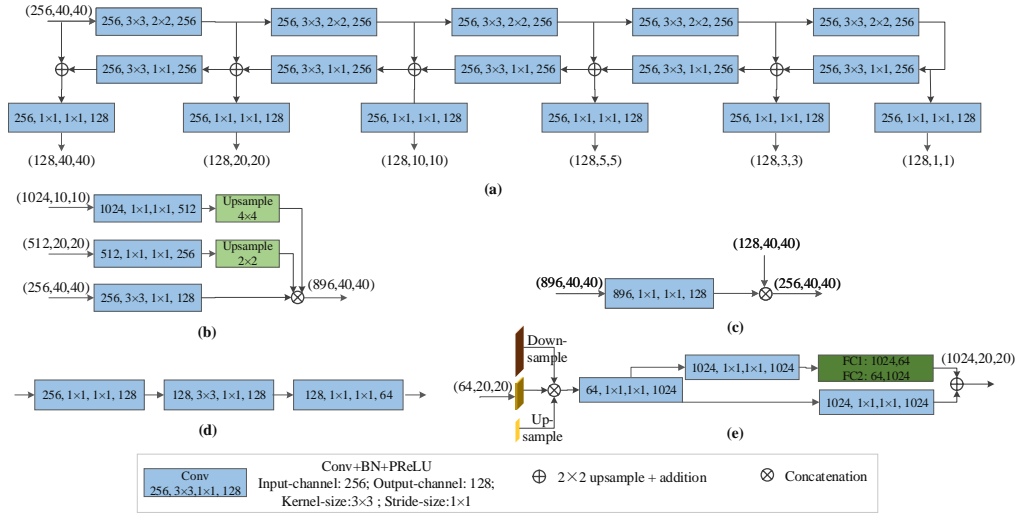 (256,40,40)
256, 3×3, 2×2, 256
256, 3×3, 2×2, 256
256, 3×3, 2×2, 256
256, 3×3, 2×2, 256
256, 3×3, 2×2, 256
256, 3×3, 1×1, 256
256, 3×3, 1×1, 256
256, 3×3, 1×1, 256
256, 3×3, 1×1, 256
256, 3×3, 1×1, 256
256, 1×1, 1×1, 128
256, 1×1, 1×1, 128
256, 1×1, 1×1, 128
256, 1×1, 1×1, 128
256, 1×1, 1×1, 128
256, 1×1, 1×1, 128
(128,40,40)
(128,20,20)
(128,10,10)
(128,5,5)
(128,3,3)
(128,1,1)
(a)
(1024,10,10)
1024, 1×1,1×1, 512
Upsample
4×4
(512,20,20)
512, 1×1, 1×1, 256
Upsample
2×2
(256,40,40)
256, 3×3, 1×1, 128
(896,40,40)
(b)
(128,40,40)
(896,40,40)
896, 1×1, 1×1, 128
(256,40,40)
(c)
256, 1×1, 1×1, 128
128, 3×3, 1×1, 128
128, 1×1, 1×1, 64
(d)
Down-
sample
(64,20,20)
Up-
sample
64, 1×1,1×1, 1024
1024, 1×1,1×1, 1024
FC1: 1024,64
FC2: 64,1024
1024, 1×1,1×1, 1024
(1024,20,20)
(e)
Conv
256, 3×3,1×1, 128
Conv+BN+PReLU
Input-channel: 256; Output-channel: 128;
Kernel-size:3×3 ; Stride-size:1×1
2×2 upsample + addition
Concatenation